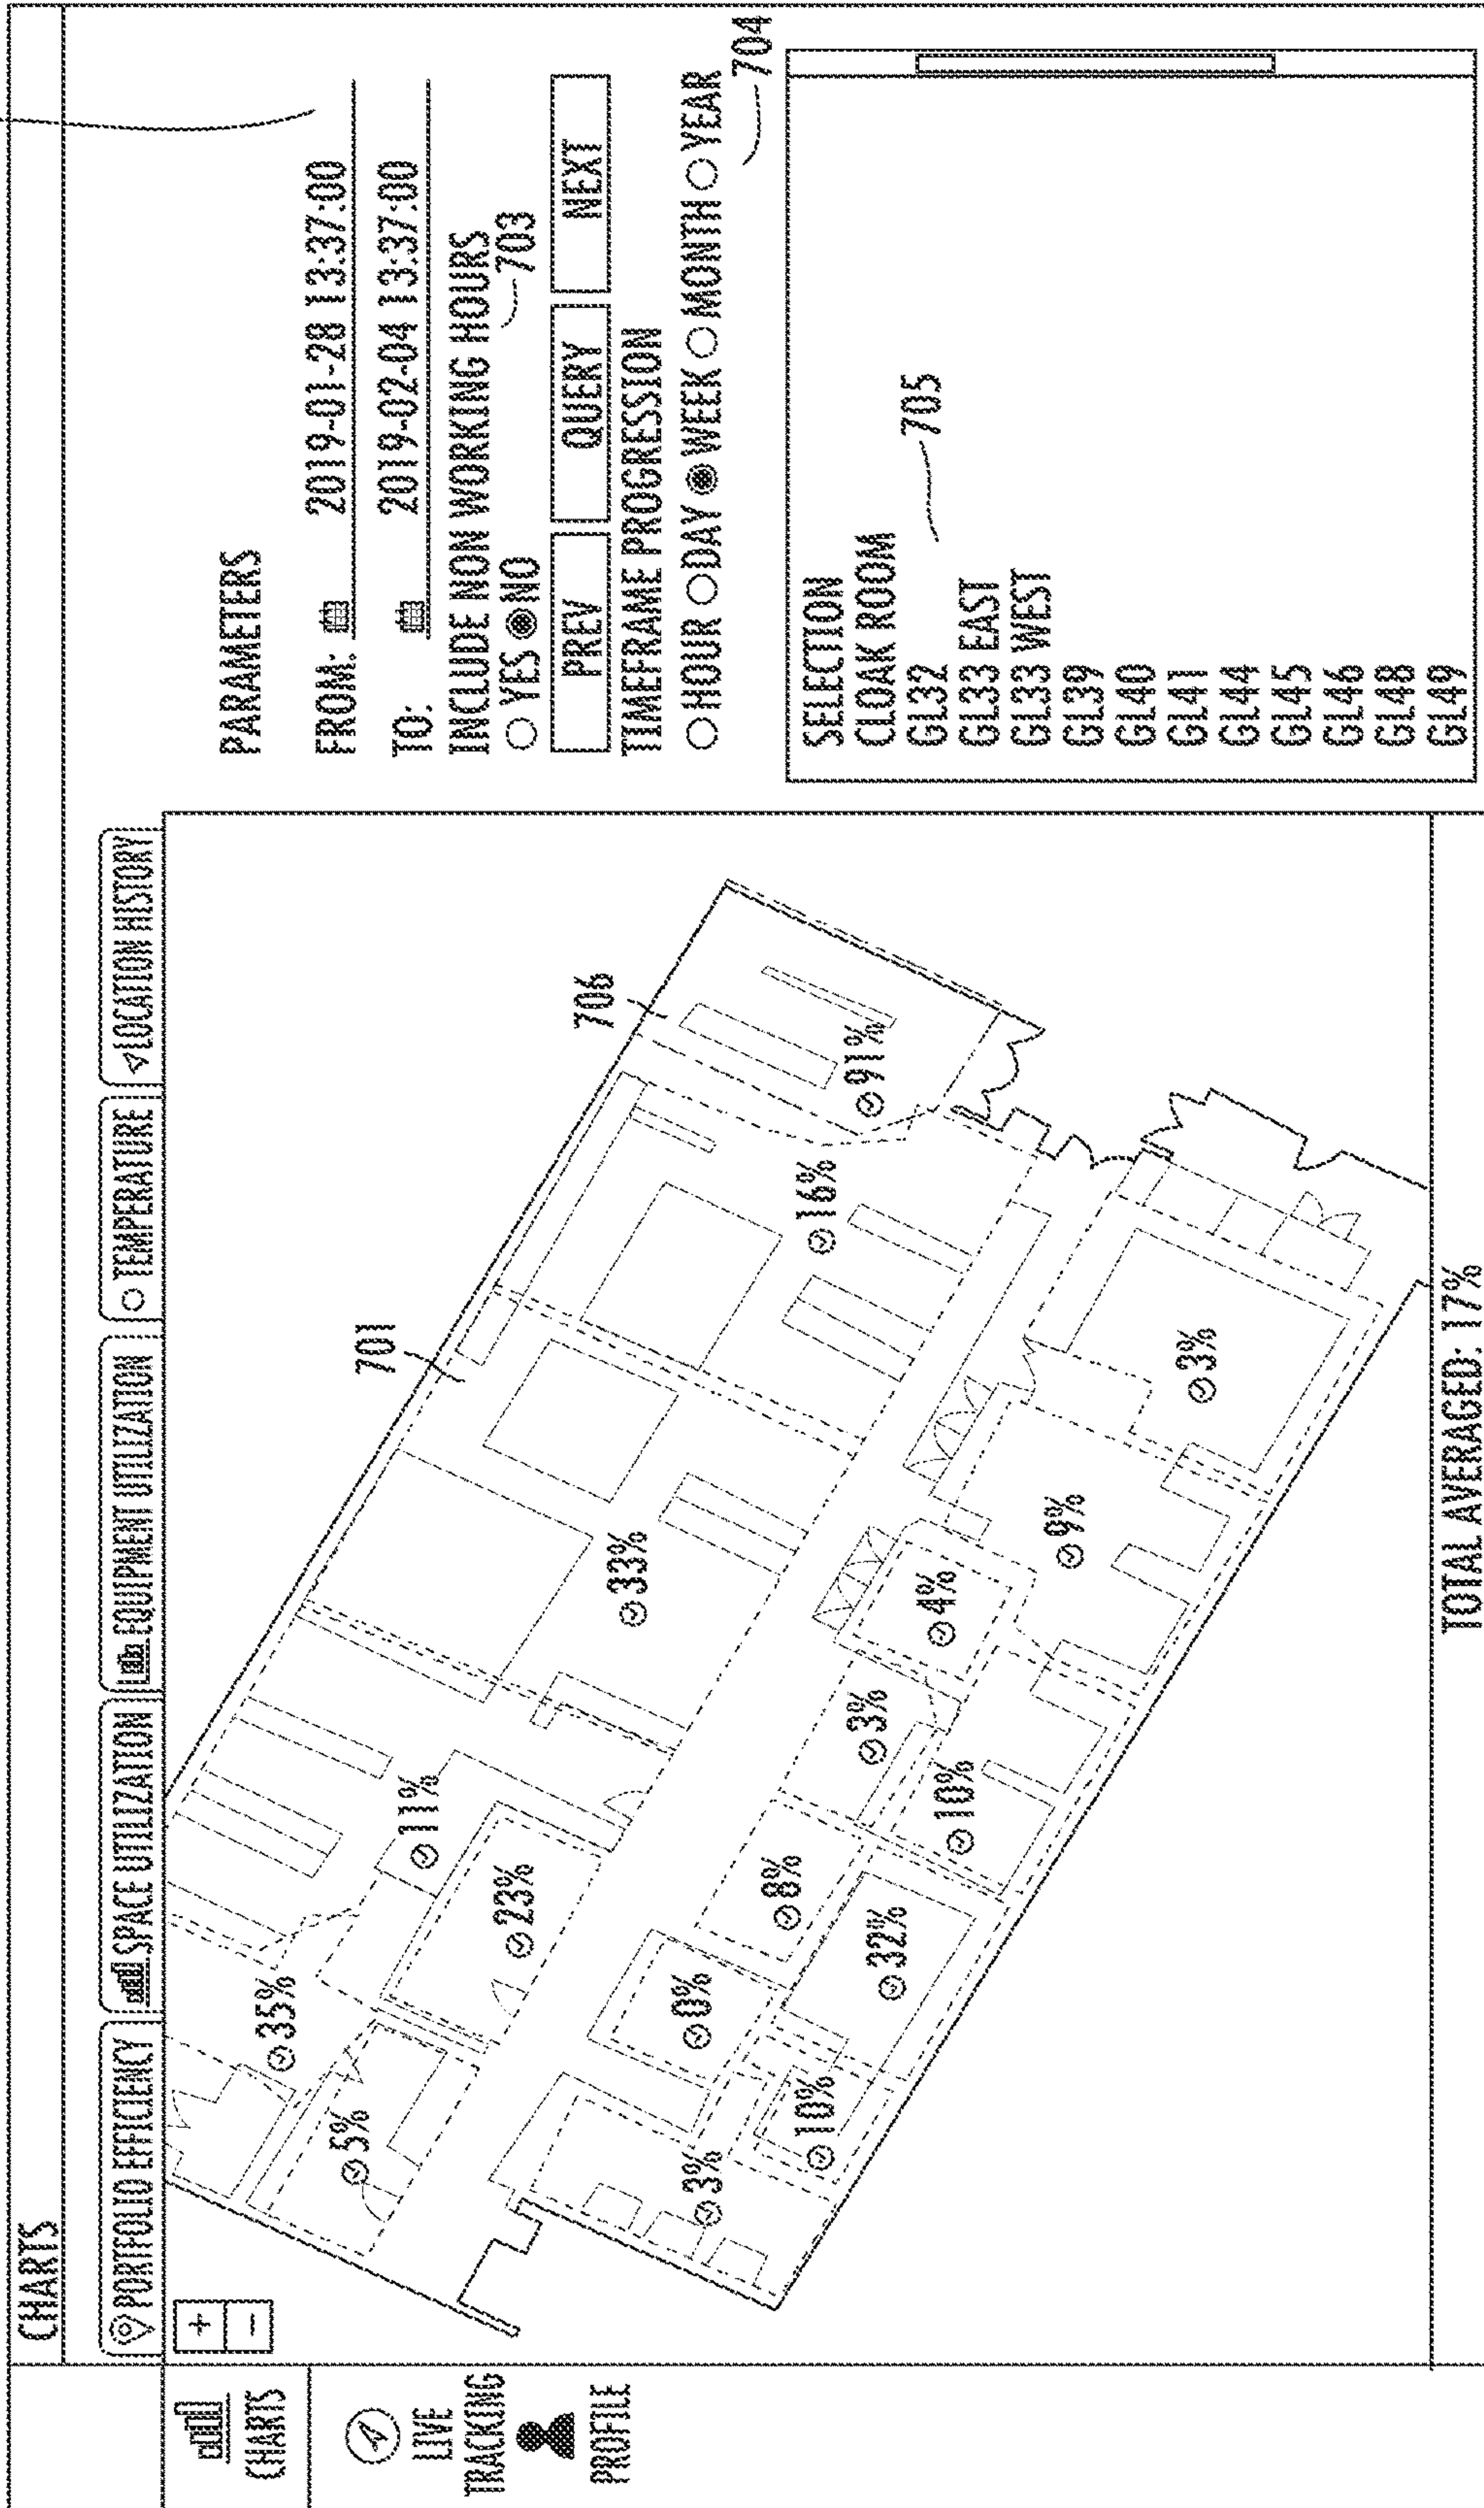 CHARTS
CHARTS
LIVE
TRACKING
PROFILE
PORTFOLIO EFFICIENCY
SPACE UTILIZATION
EQUIPMENT UTILIZATION
TEMPERATURE
LOCATION HISTORY
+
−
701
706
35%
5%
11%
23%
33%
16%
91%
0%
8%
3%
4%
3%
10%
32%
10%
9%
3%
TOTAL AVERAGED: 17%
PARAMETERS
FROM: 2019-01-28 13:37:00
TO: 2019-02-04 13:37:00
INCLUDE NON WORKING HOURS
YES NO
703
PREV QUERY NEXT
TIMEFRAME PROGRESSION
HOUR DAY WEEK MONTH YEAR
704
SELECTION
CLOAK ROOM
GL32
705
GL33 EAST
GL33 WEST
GL39
GL40
GL41
GL44
GL45
GL46
GL48
GL49